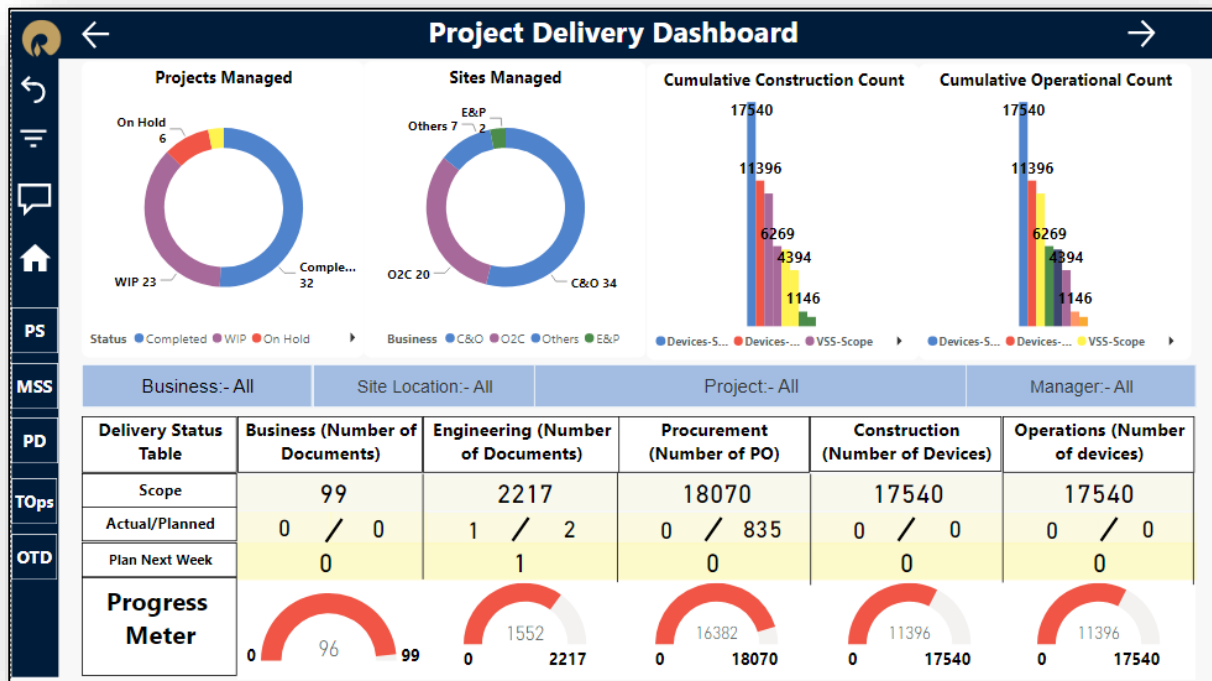 Project Delivery Dashboard
Projects Managed
On Hold
6
WIP 23
Comple...
32
Status Completed WIP On Hold
Sites Managed
E&P
2
Others 7
O2C 20
C&O 34
Business C&O O2C Others E&P
Cumulative Construction Count
17540
11396
6269
4394
1146
Devices-S... Devices-... VSS-Scope
Cumulative Operational Count
17540
11396
6269
4394
1146
Devices-S... Devices-... VSS-Scope
PS
MSS
PD
TOps
OTD
Business:- All
Site Location:- All
Project:- All
Manager:- All
Delivery Status
Table
Business (Number of
Documents)
Engineering (Number
of Documents)
Procurement
(Number of PO)
Construction
(Number of Devices)
Operations (Number
of devices)
Scope
99
2217
18070
17540
17540
Actual/Planned
0 / 0
1 / 2
0 / 835
0 / 0
0 / 0
Plan Next Week
0
1
0
0
0
Progress
Meter
96
0 99
1552
0 2217
16382
0 18070
11396
0 17540
11396
0 17540